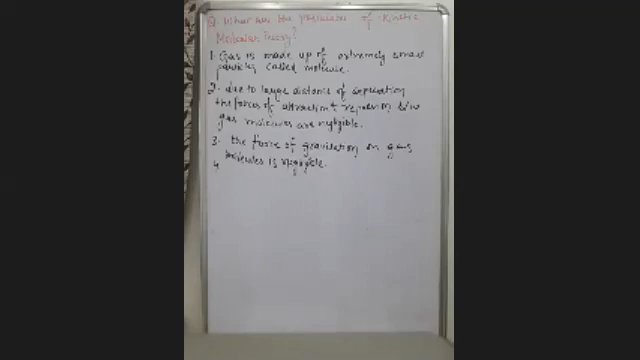 Q. What are the postulates of Kinetic
Molecular Theory?
1. Gas is made up of extremely small
particles called molecule.
2. due to large distance of separation
the forces of attraction & repulsion b/w
gas molecules are negligible.
3. the force of gravitation on gas
molecules is negligible.
4.